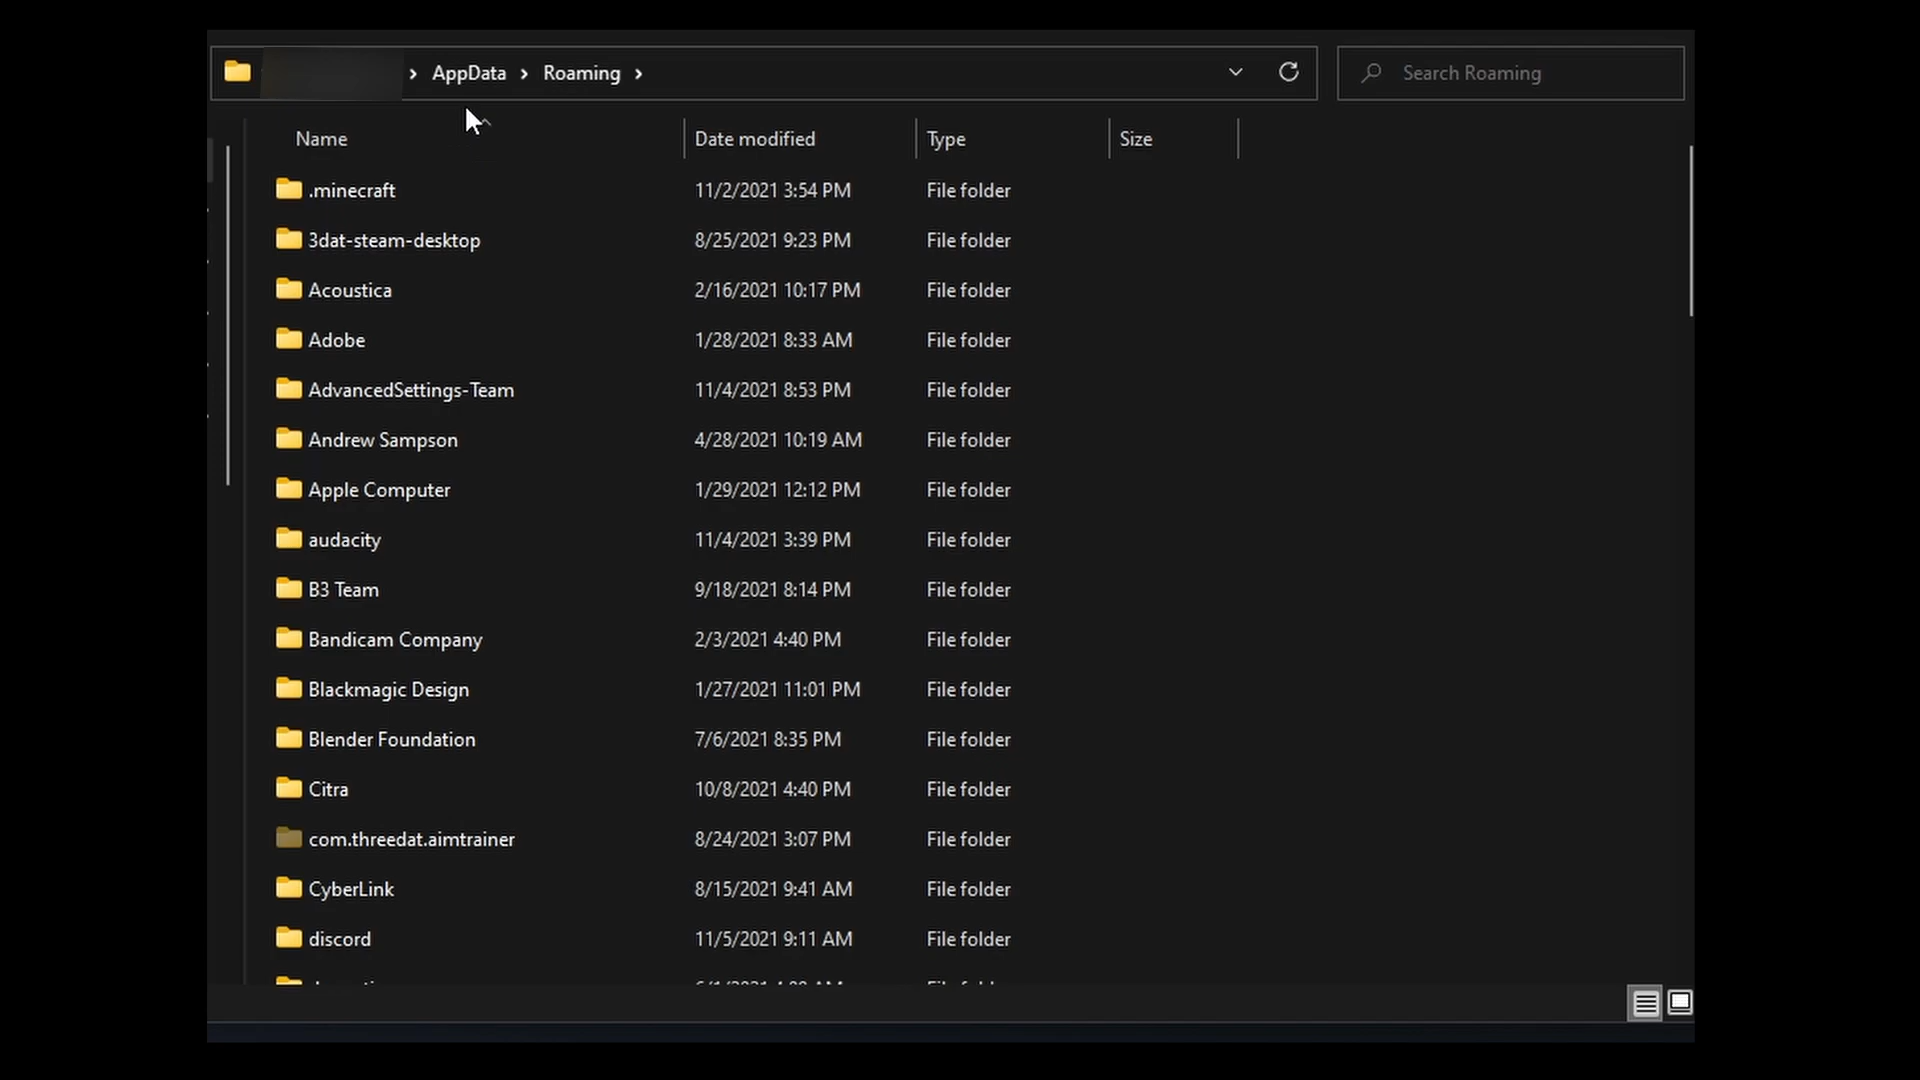 AppData › Roaming ›
Search Roaming
Name Date modified Type Size
.minecraft 11/2/2021 3:54 PM File folder
3dat-steam-desktop 8/25/2021 9:23 PM File folder
Acoustica 2/16/2021 10:17 PM File folder
Adobe 1/28/2021 8:33 AM File folder
AdvancedSettings-Team 11/4/2021 8:53 PM File folder
Andrew Sampson 4/28/2021 10:19 AM File folder
Apple Computer 1/29/2021 12:12 PM File folder
audacity 11/4/2021 3:39 PM File folder
B3 Team 9/18/2021 8:14 PM File folder
Bandicam Company 2/3/2021 4:40 PM File folder
Blackmagic Design 1/27/2021 11:01 PM File folder
Blender Foundation 7/6/2021 8:35 PM File folder
Citra 10/8/2021 4:40 PM File folder
com.threedat.aimtrainer 8/24/2021 3:07 PM File folder
CyberLink 8/15/2021 9:41 AM File folder
discord 11/5/2021 9:11 AM File folder